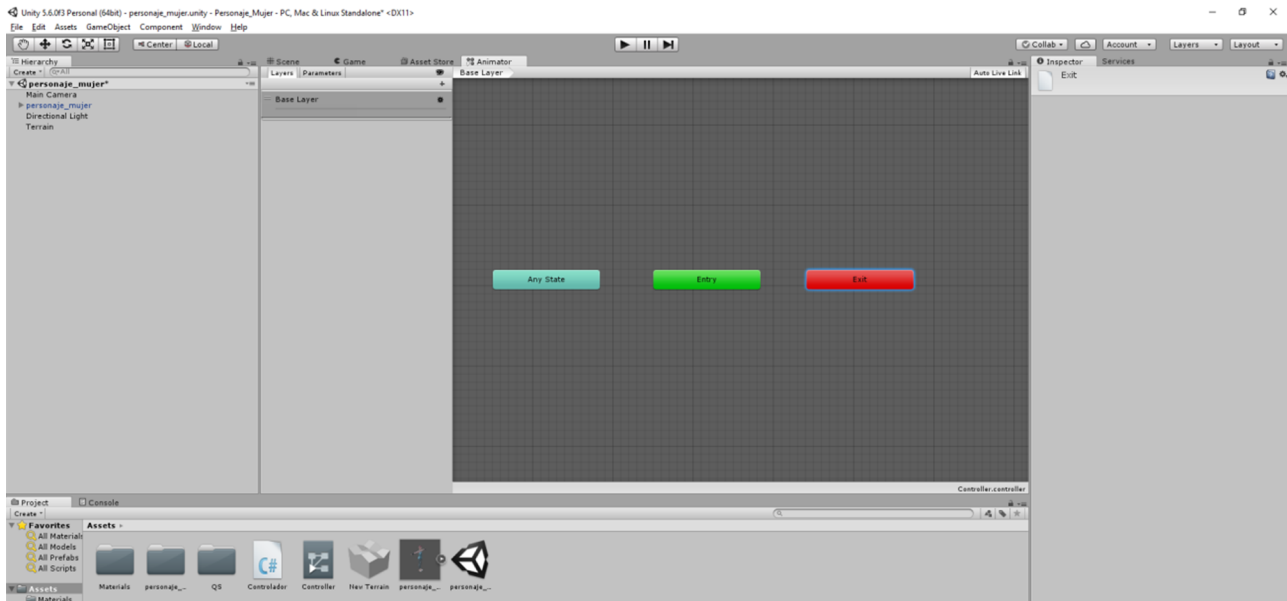 Unity 5.6.0f3 Personal (64bit) - personaje_mujer.unity - Personaje_Mujer - PC, Mac & Linux Standalone* <DX11>
File Edit Assets GameObject Component Window Help
Center Local Collab Account Layers Layout
Hierarchy Scene Game Asset Store Animator Inspector Services
Create All Layers Parameters Base Layer Auto Live Link Exit
personaje_mujer*
Main Camera
Base Layer
personaje_mujer
Directional Light
Terrain
Any State Entry Exit
Controller.controller
Project Console
Create
Favorites Assets
All Material
All Models
All Prefabs
All Scripts
Materials personaje_... QS Controlador Controller New Terrain personaje_... personaje_...
C#
Assets
Materials